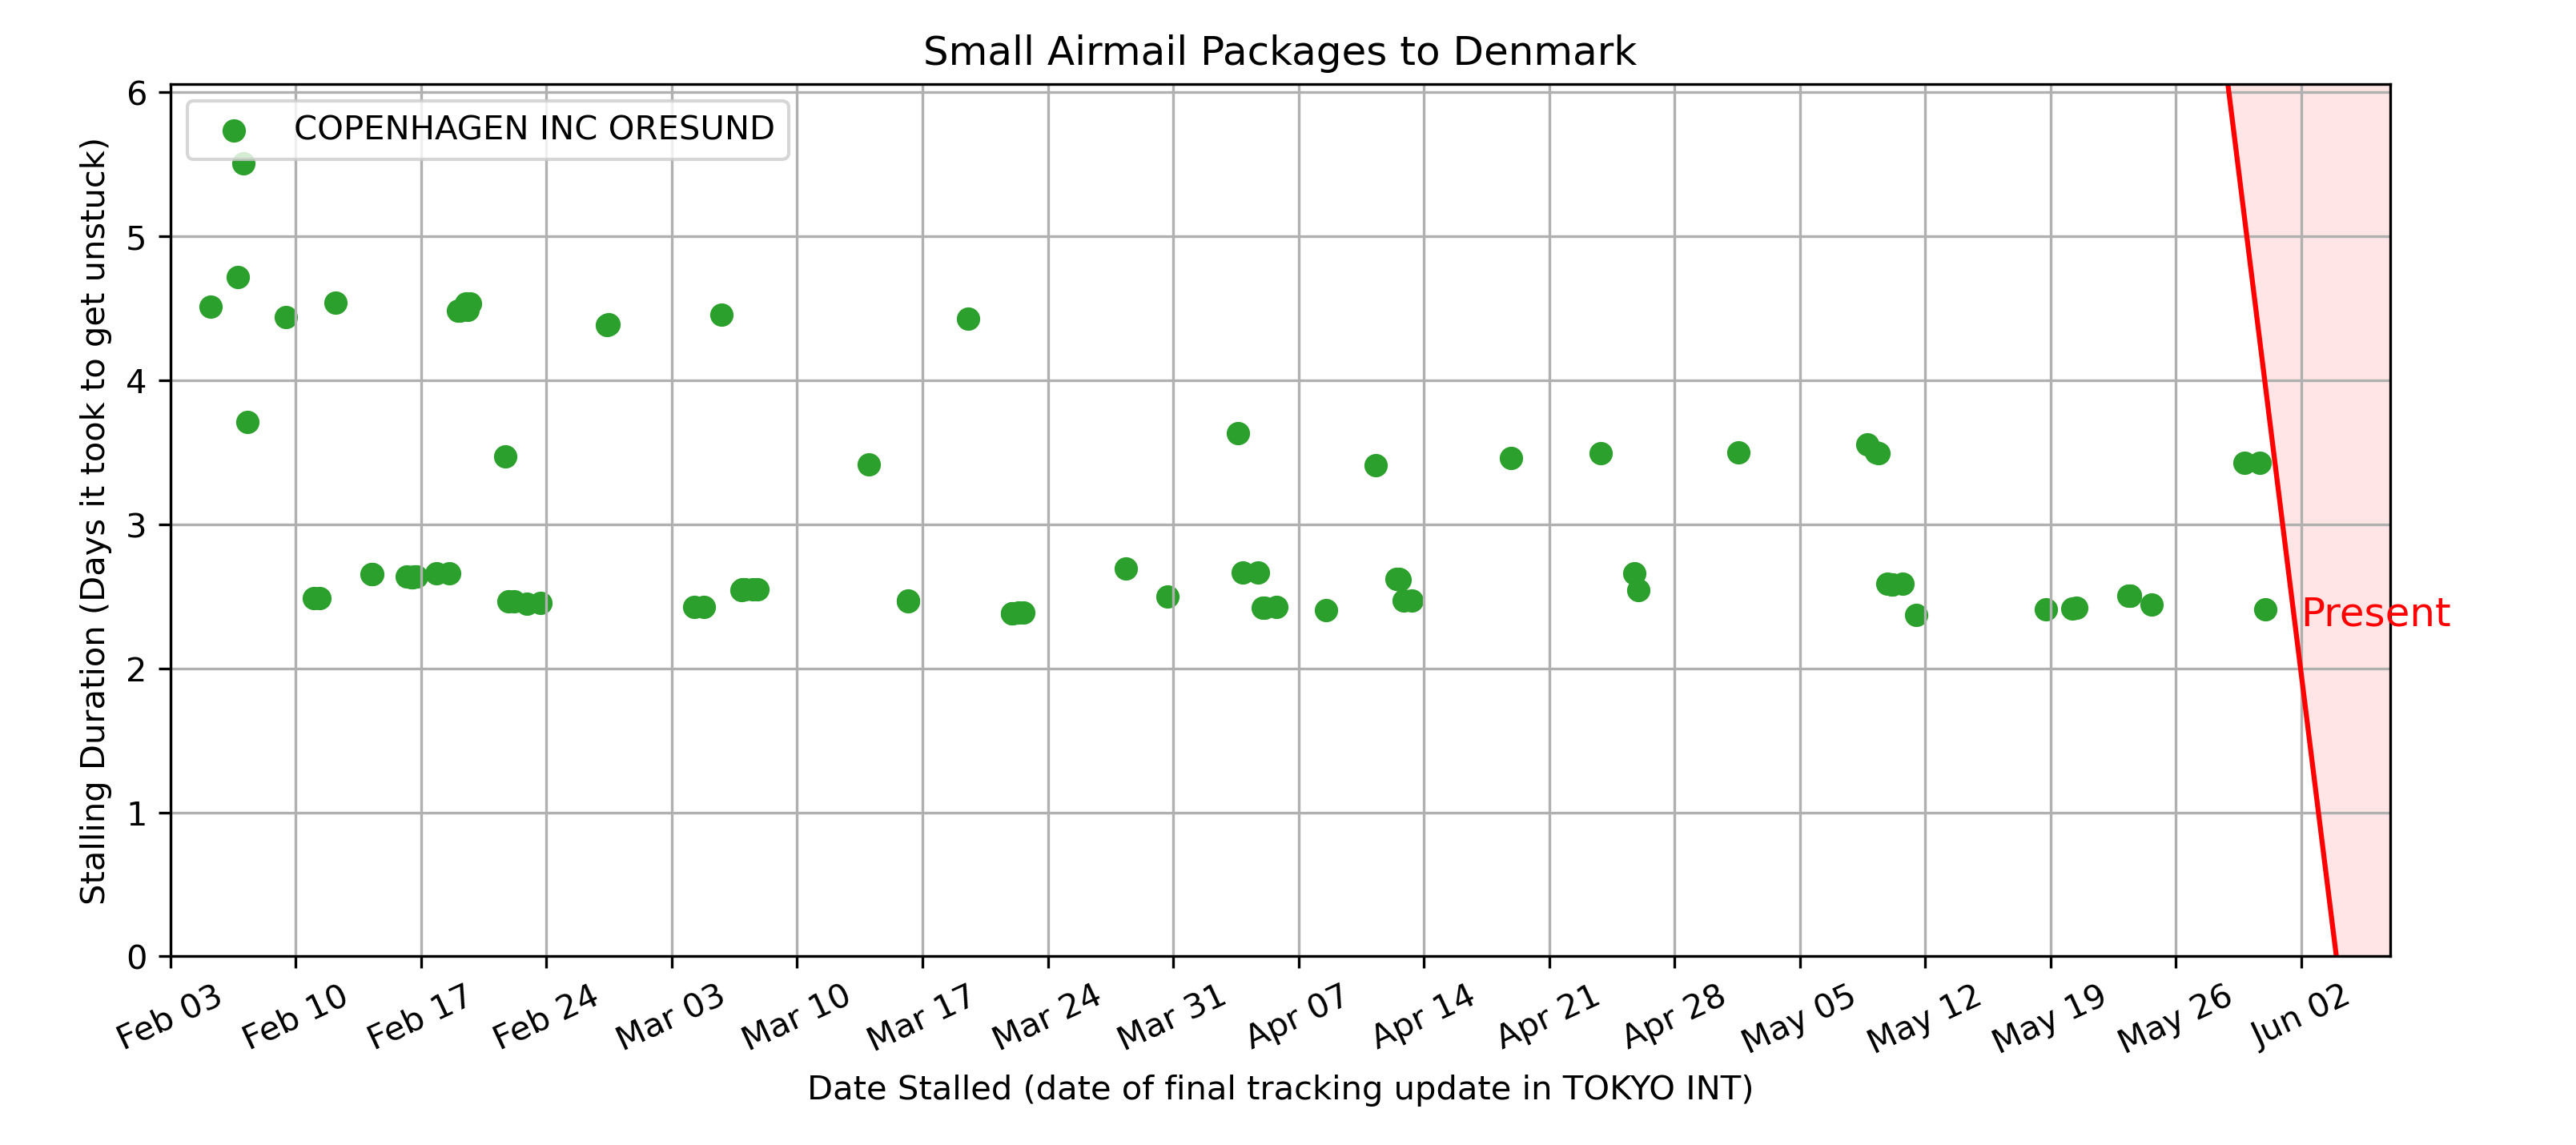 Small Airmail Packages to Denmark
COPENHAGEN INC ORESUND
Stalling Duration (Days it took to get unstuck)
6
5
4
3
2
1
0
Present
Feb 03
Feb 10
Feb 17
Feb 24
Mar 03
Mar 10
Mar 17
Mar 24
Mar 31
Apr 07
Apr 14
Apr 21
Apr 28
May 05
May 12
May 19
May 26
Jun 02
Date Stalled (date of final tracking update in TOKYO INT)